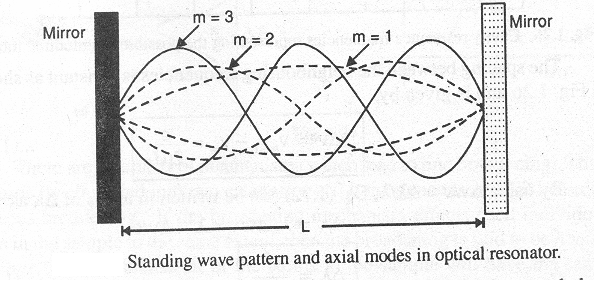 m = 3
Mirror
m = 2
m = 1
Mirror
L
Standing wave pattern and axial modes in optical resonator.